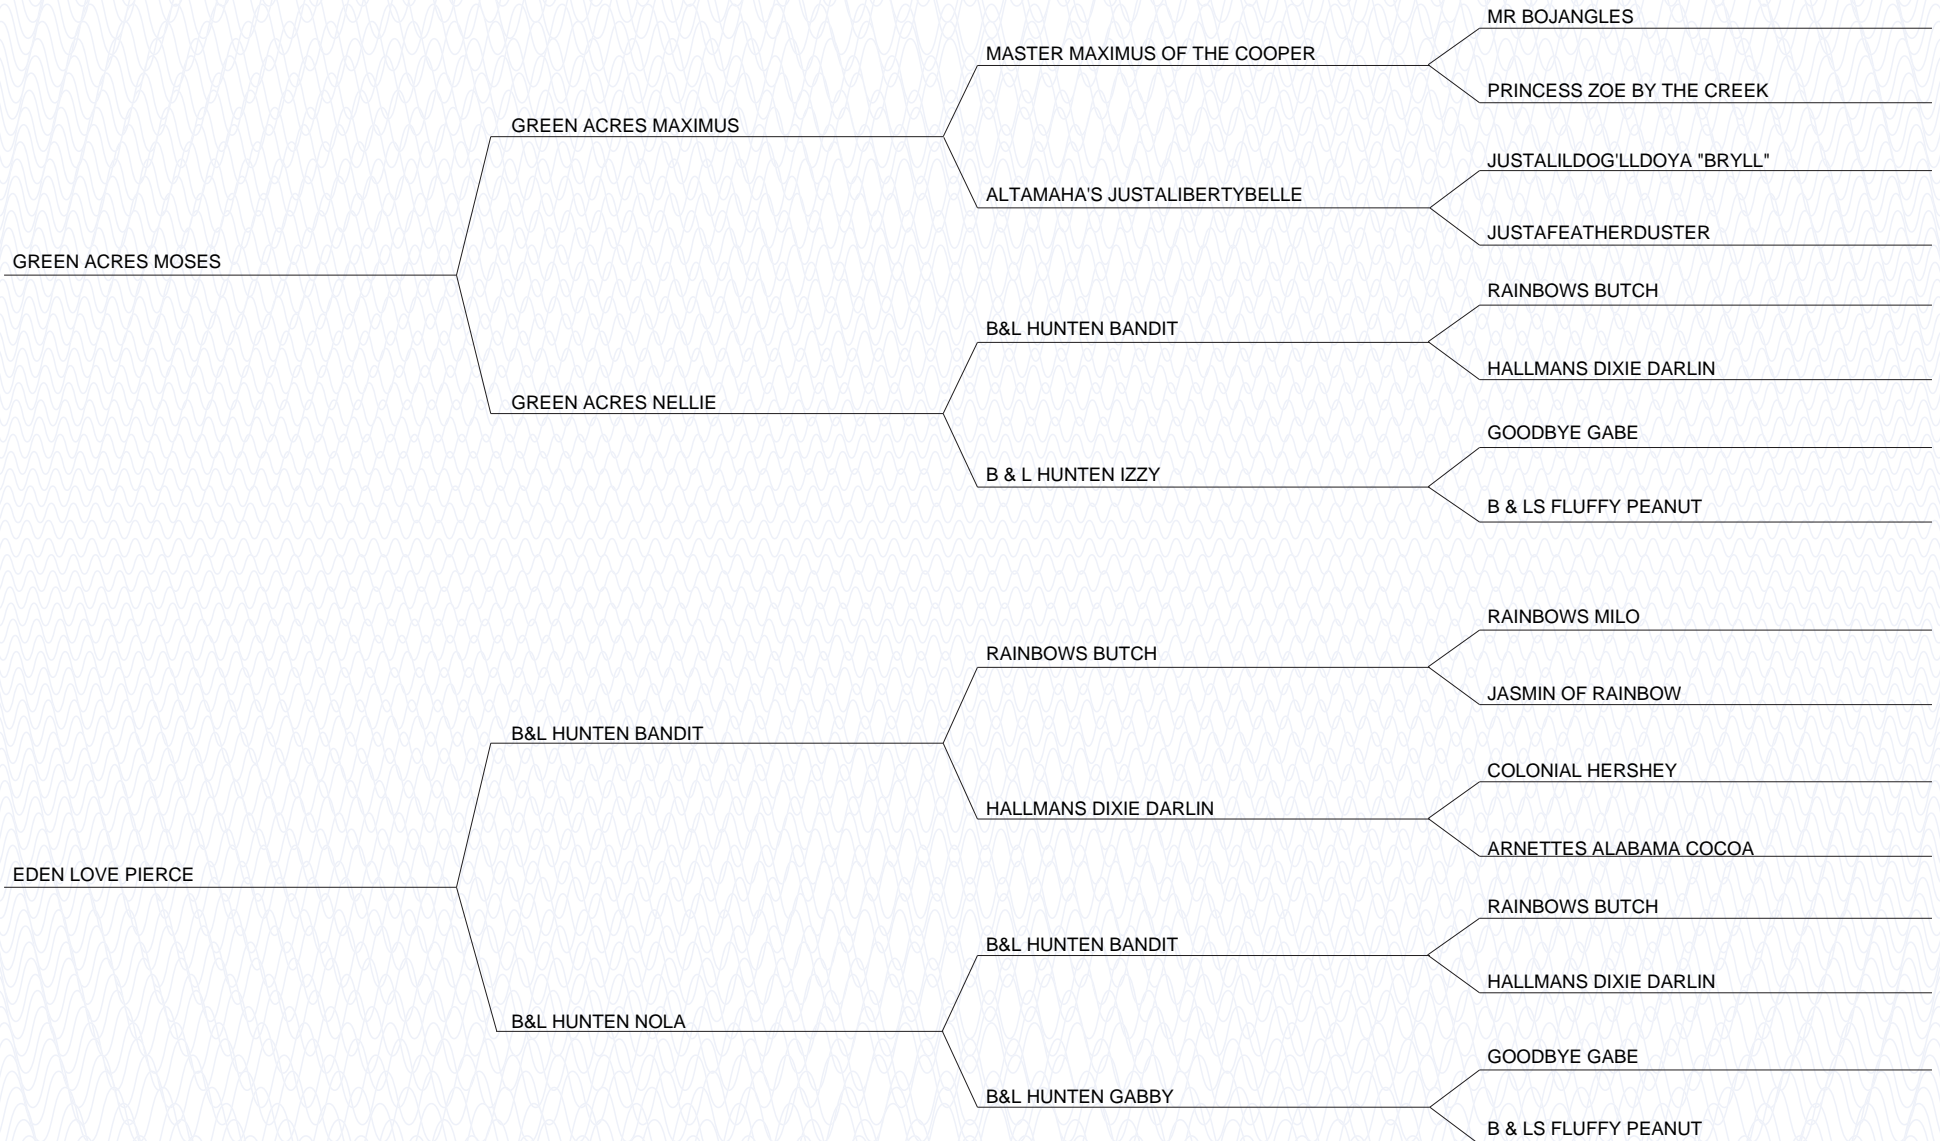 MR BOJANGLES
MASTER MAXIMUS OF THE COOPER
PRINCESS ZOE BY THE CREEK
GREEN ACRES MAXIMUS
JUSTALILDOG'LLDOYA "BRYLL"
ALTAMAHA'S JUSTALIBERTYBELLE
JUSTAFEATHERDUSTER
GREEN ACRES MOSES
RAINBOWS BUTCH
B&L HUNTEN BANDIT
HALLMANS DIXIE DARLIN
GREEN ACRES NELLIE
GOODBYE GABE
B & L HUNTEN IZZY
B & LS FLUFFY PEANUT
RAINBOWS MILO
RAINBOWS BUTCH
JASMIN OF RAINBOW
B&L HUNTEN BANDIT
COLONIAL HERSHEY
HALLMANS DIXIE DARLIN
ARNETTES ALABAMA COCOA
EDEN LOVE PIERCE
RAINBOWS BUTCH
B&L HUNTEN BANDIT
HALLMANS DIXIE DARLIN
B&L HUNTEN NOLA
GOODBYE GABE
B&L HUNTEN GABBY
B & LS FLUFFY PEANUT